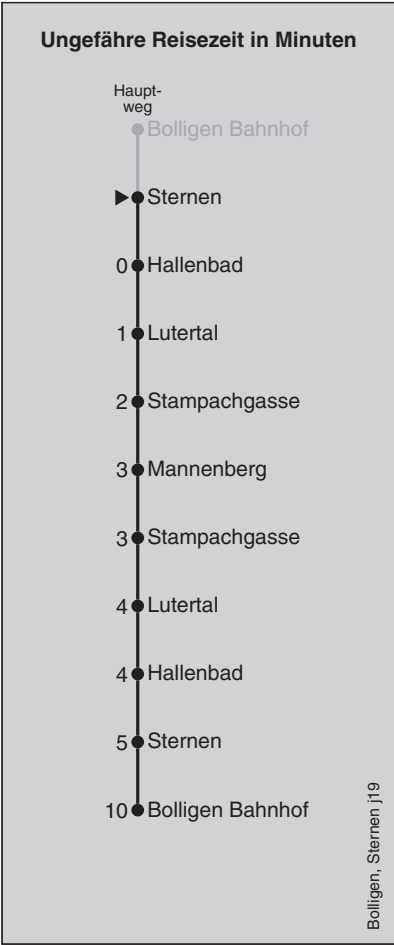 Ungefähre Reisezeit in Minuten
Haupt-
weg
Bolligen Bahnhof
Sternen
0 Hallenbad
1 Lutertal
2 Stampachgasse
3 Mannenberg
3 Stampachgasse
4 Lutertal
4 Hallenbad
5 Sternen
10 Bolligen Bahnhof
Bolligen, Sternen j19